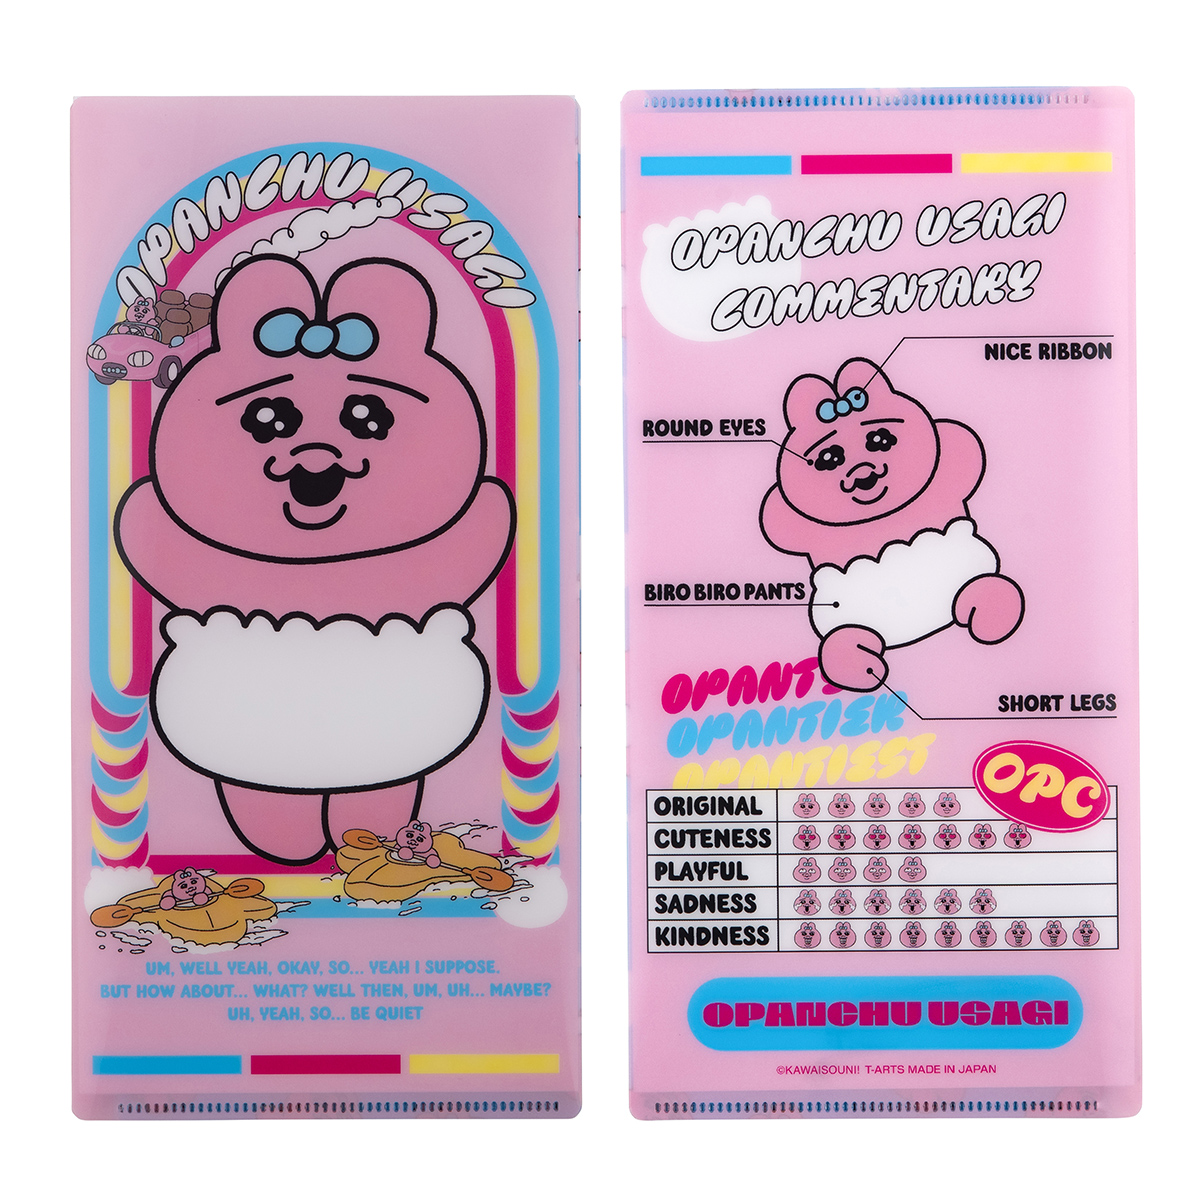 OPANCHU USAGI
UM, WELL YEAH, OKAY, SO... YEAH I SUPPOSE.
BUT HOW ABOUT... WHAT? WELL THEN, UM, UH... MAYBE?
UH, YEAH, SO... BE QUIET
OPANCHU USAGI
COMMENTARY
NICE RIBBON
ROUND EYES
BIRO BIRO PANTS
SHORT LEGS
OPANTS
OPANTIER
OPANTIEST
OPC
ORIGINAL
CUTENESS
PLAYFUL
SADNESS
KINDNESS
OPANCHU USAGI
©KAWAISOUNI! T-ARTS MADE IN JAPAN